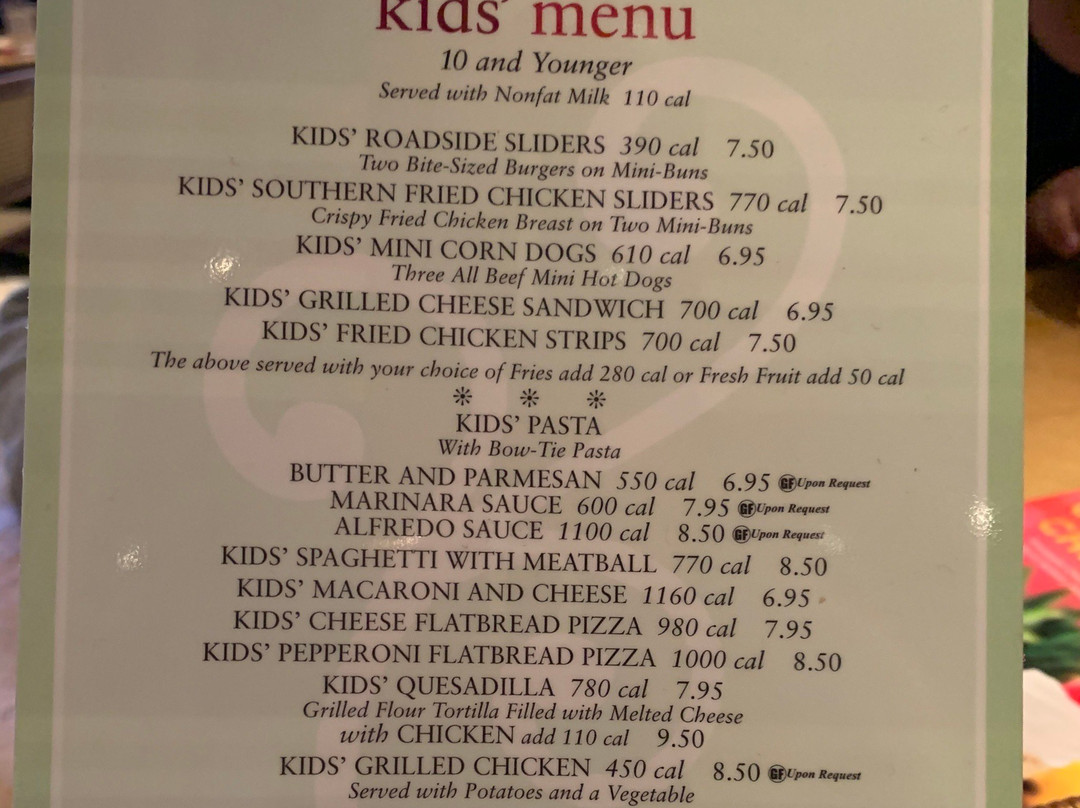 kids' menu
10 and Younger
Served with Nonfat Milk 110 cal
KIDS' ROADSIDE SLIDERS 390 cal 7.50
Two Bite-Sized Burgers on Mini-Buns
KIDS' SOUTHERN FRIED CHICKEN SLIDERS 770 cal 7.50
Crispy Fried Chicken Breast on Two Mini-Buns
KIDS' MINI CORN DOGS 610 cal 6.95
Three All Beef Mini Hot Dogs
KIDS' GRILLED CHEESE SANDWICH 700 cal 6.95
KIDS' FRIED CHICKEN STRIPS 700 cal 7.50
The above served with your choice of Fries add 280 cal or Fresh Fruit add 50 cal
KIDS' PASTA
With Bow-Tie Pasta
BUTTER AND PARMESAN 550 cal 6.95 GF Upon Request
MARINARA SAUCE 600 cal 7.95 GF Upon Request
ALFREDO SAUCE 1100 cal 8.50 GF Upon Request
KIDS' SPAGHETTI WITH MEATBALL 770 cal 8.50
KIDS' MACARONI AND CHEESE 1160 cal 6.95
KIDS' CHEESE FLATBREAD PIZZA 980 cal 7.95
KIDS' PEPPERONI FLATBREAD PIZZA 1000 cal 8.50
KIDS' QUESADILLA 780 cal 7.95
Grilled Flour Tortilla Filled with Melted Cheese
with CHICKEN add 110 cal 9.50
KIDS' GRILLED CHICKEN 450 cal 8.50 GF Upon Request
Served with Potatoes and a Vegetable